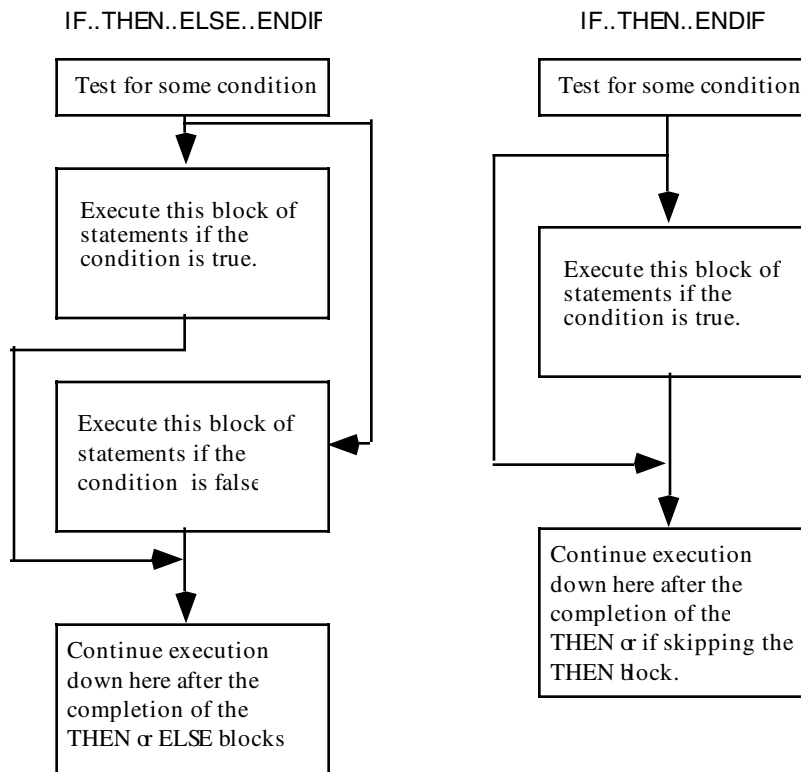 IF..THEN..ELSE..ENDIF
Test for some condition
Execute this block of
statements if the
condition is true.
Execute this block of
statements if the
condition is false
Continue execution
down here after the
completion of the
THEN or ELSE blocks
IF..THEN..ENDIF
Test for some condition
Execute this block of
statements if the
condition is true.
Continue execution
down here after the
completion of the
THEN or if skipping the
THEN block.